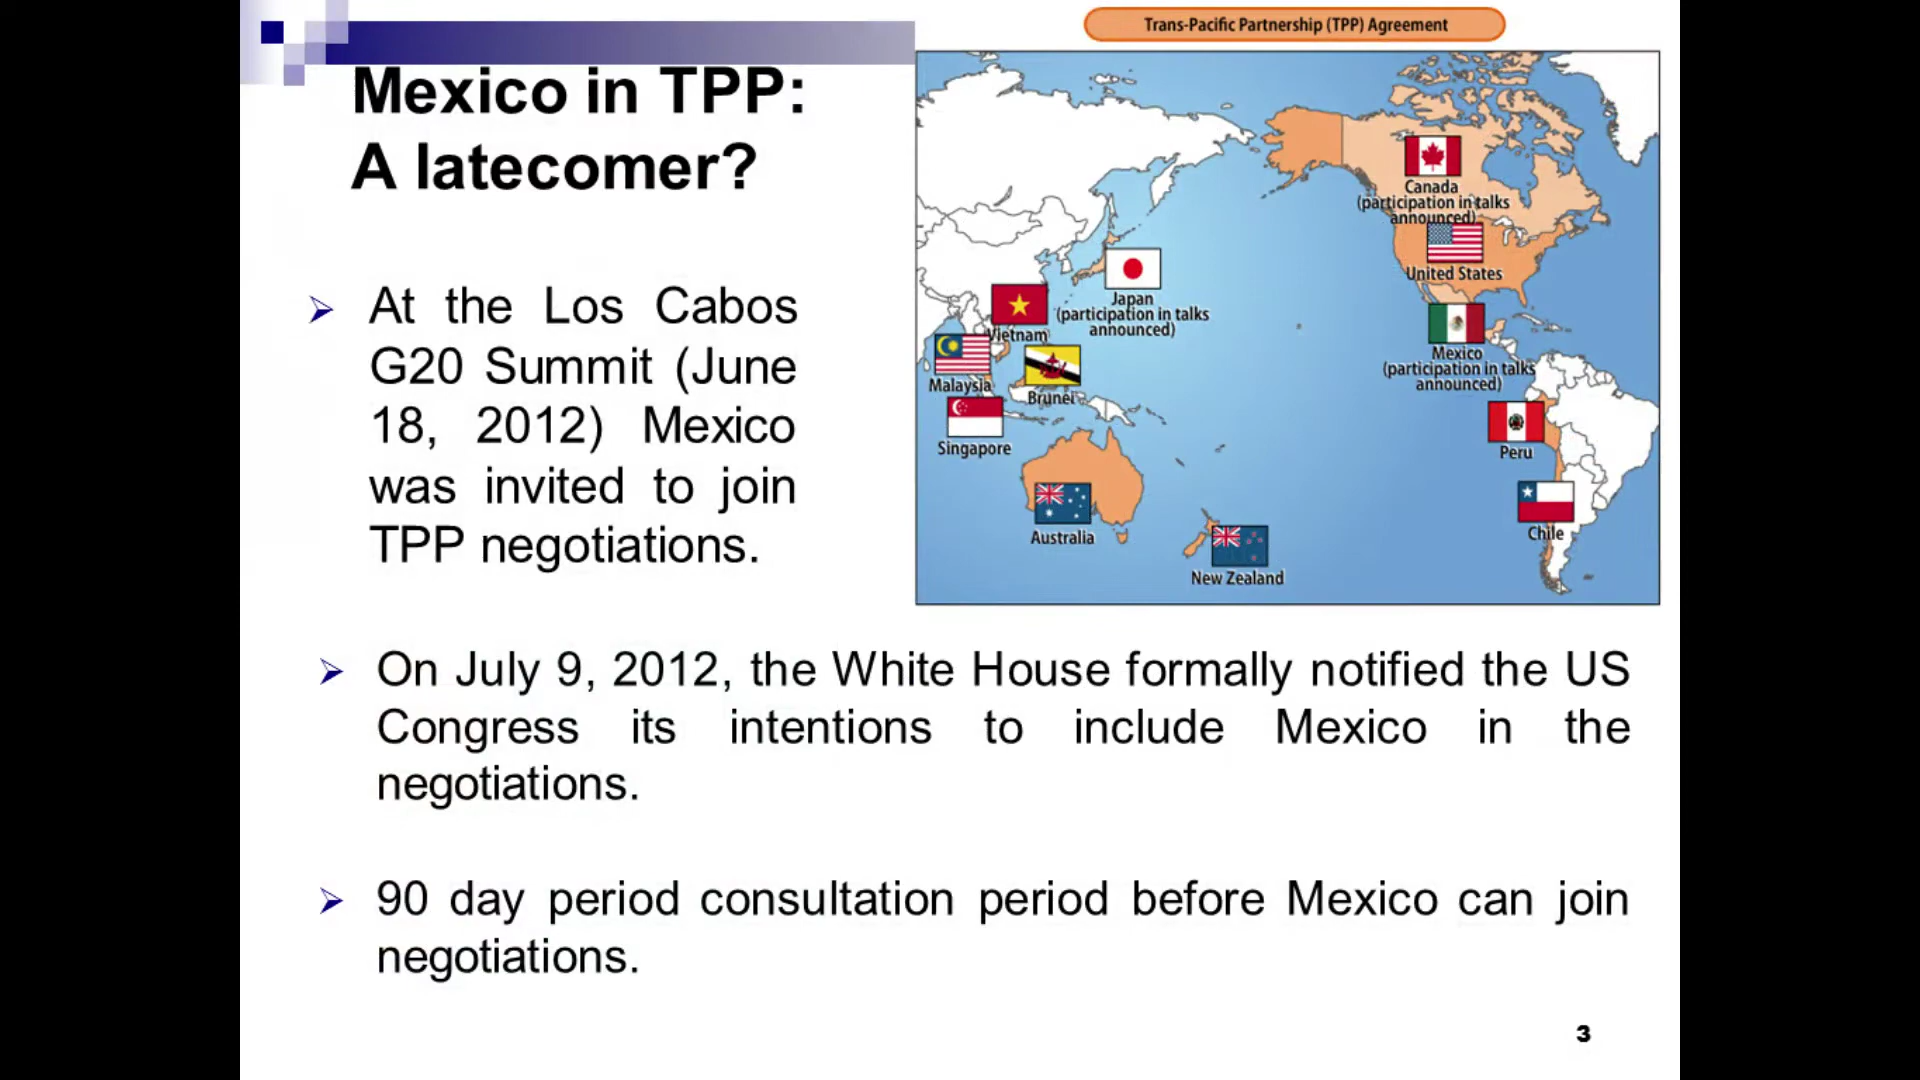 Trans-Pacific Partnership (TPP) Agreement
Mexico in TPP:
A latecomer?
At the Los Cabos
G20 Summit (June
18, 2012) Mexico
was invited to join
TPP negotiations.
Canada
(participation in talks
announced)
United States
Japan
(participation in talks
announced)
Vietnam
Mexico
(participation in talks
announced)
Malaysia
Brunei
Singapore
Peru
Australia
Chile
New Zealand
On July 9, 2012, the White House formally notified the US
Congress its intentions to include Mexico in the
negotiations.
90 day period consultation period before Mexico can join
negotiations.
3